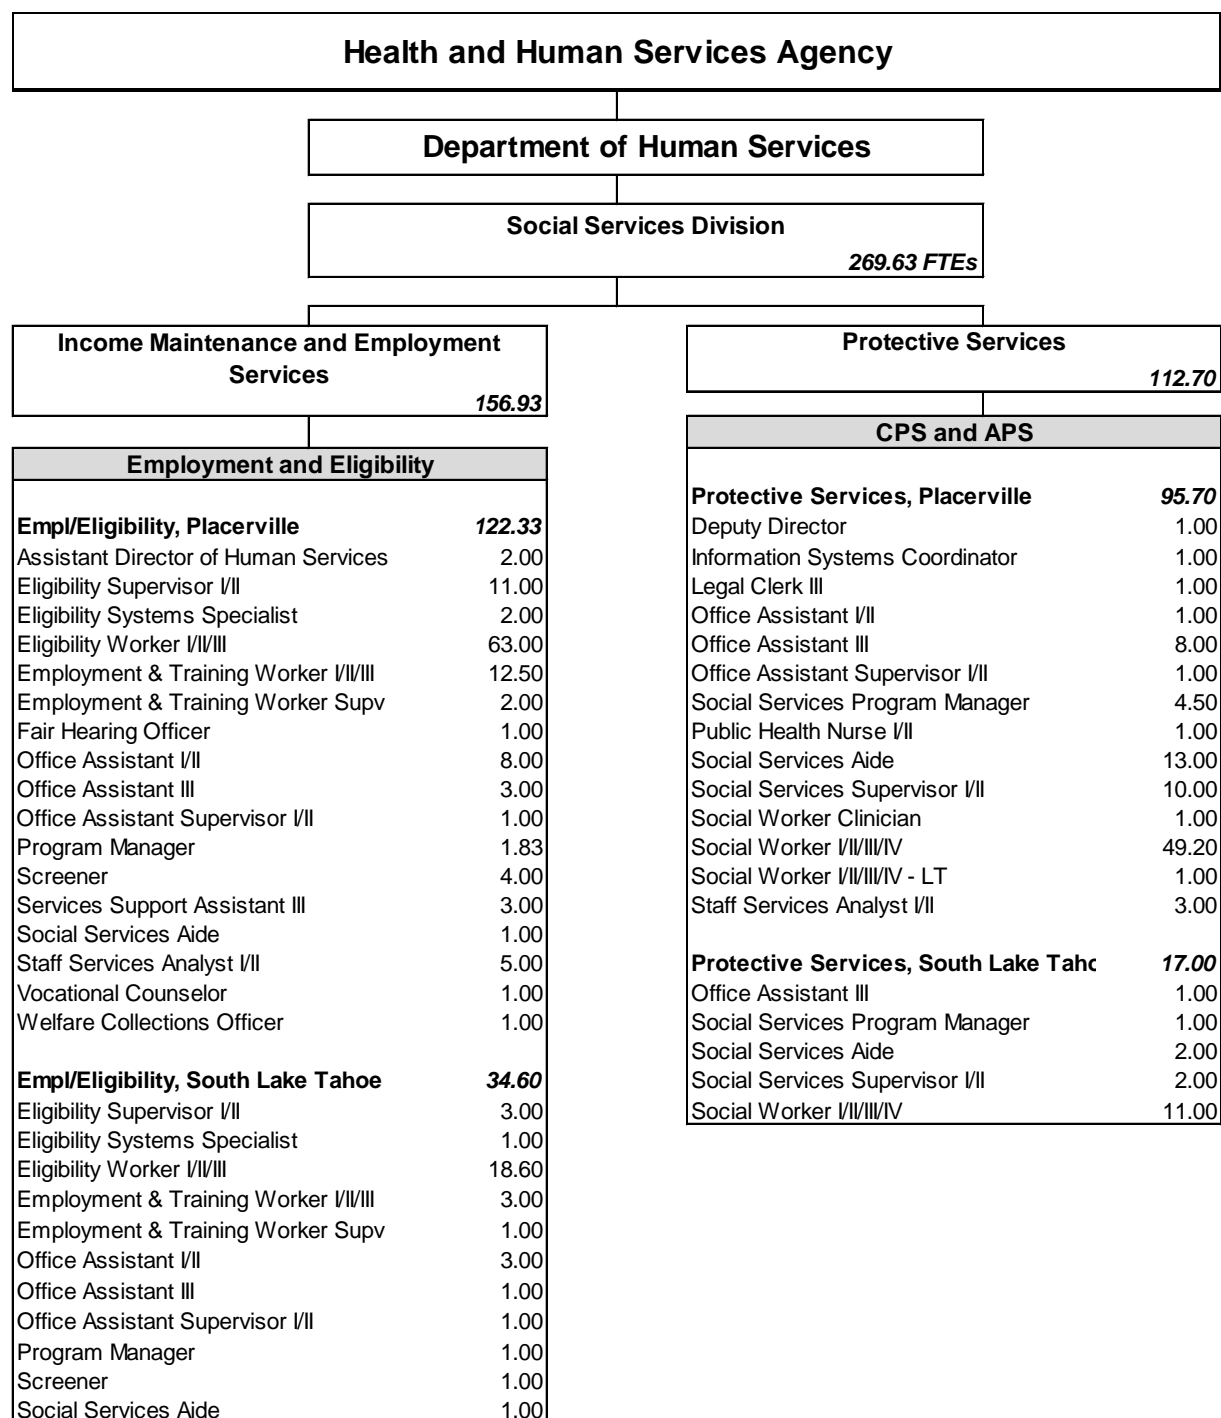 Health and Human Services Agency
Department of Human Services
Social Services Division
269.63 FTEs
Income Maintenance and Employment
Services
156.93
Employment and Eligibility
Empl/Eligibility, Placerville 122.33
Assistant Director of Human Services 2.00
Eligibility Supervisor I/II 11.00
Eligibility Systems Specialist 2.00
Eligibility Worker I/II/III 63.00
Employment & Training Worker I/II/III 12.50
Employment & Training Worker Supv 2.00
Fair Hearing Officer 1.00
Office Assistant I/II 8.00
Office Assistant III 3.00
Office Assistant Supervisor I/II 1.00
Program Manager 1.83
Screener 4.00
Services Support Assistant III 3.00
Social Services Aide 1.00
Staff Services Analyst I/II 5.00
Vocational Counselor 1.00
Welfare Collections Officer 1.00
Empl/Eligibility, South Lake Tahoe 34.60
Eligibility Supervisor I/II 3.00
Eligibility Systems Specialist 1.00
Eligibility Worker I/II/III 18.60
Employment & Training Worker I/II/III 3.00
Employment & Training Worker Supv 1.00
Office Assistant I/II 3.00
Office Assistant III 1.00
Office Assistant Supervisor I/II 1.00
Program Manager 1.00
Screener 1.00
Social Services Aide 1.00
Protective Services
112.70
CPS and APS
Protective Services, Placerville 95.70
Deputy Director 1.00
Information Systems Coordinator 1.00
Legal Clerk III 1.00
Office Assistant I/II 1.00
Office Assistant III 8.00
Office Assistant Supervisor I/II 1.00
Social Services Program Manager 4.50
Public Health Nurse I/II 1.00
Social Services Aide 13.00
Social Services Supervisor I/II 10.00
Social Worker Clinician 1.00
Social Worker I/II/III/IV 49.20
Social Worker I/II/III/IV - LT 1.00
Staff Services Analyst I/II 3.00
Protective Services, South Lake Taho 17.00
Office Assistant III 1.00
Social Services Program Manager 1.00
Social Services Aide 2.00
Social Services Supervisor I/II 2.00
Social Worker I/II/III/IV 11.00